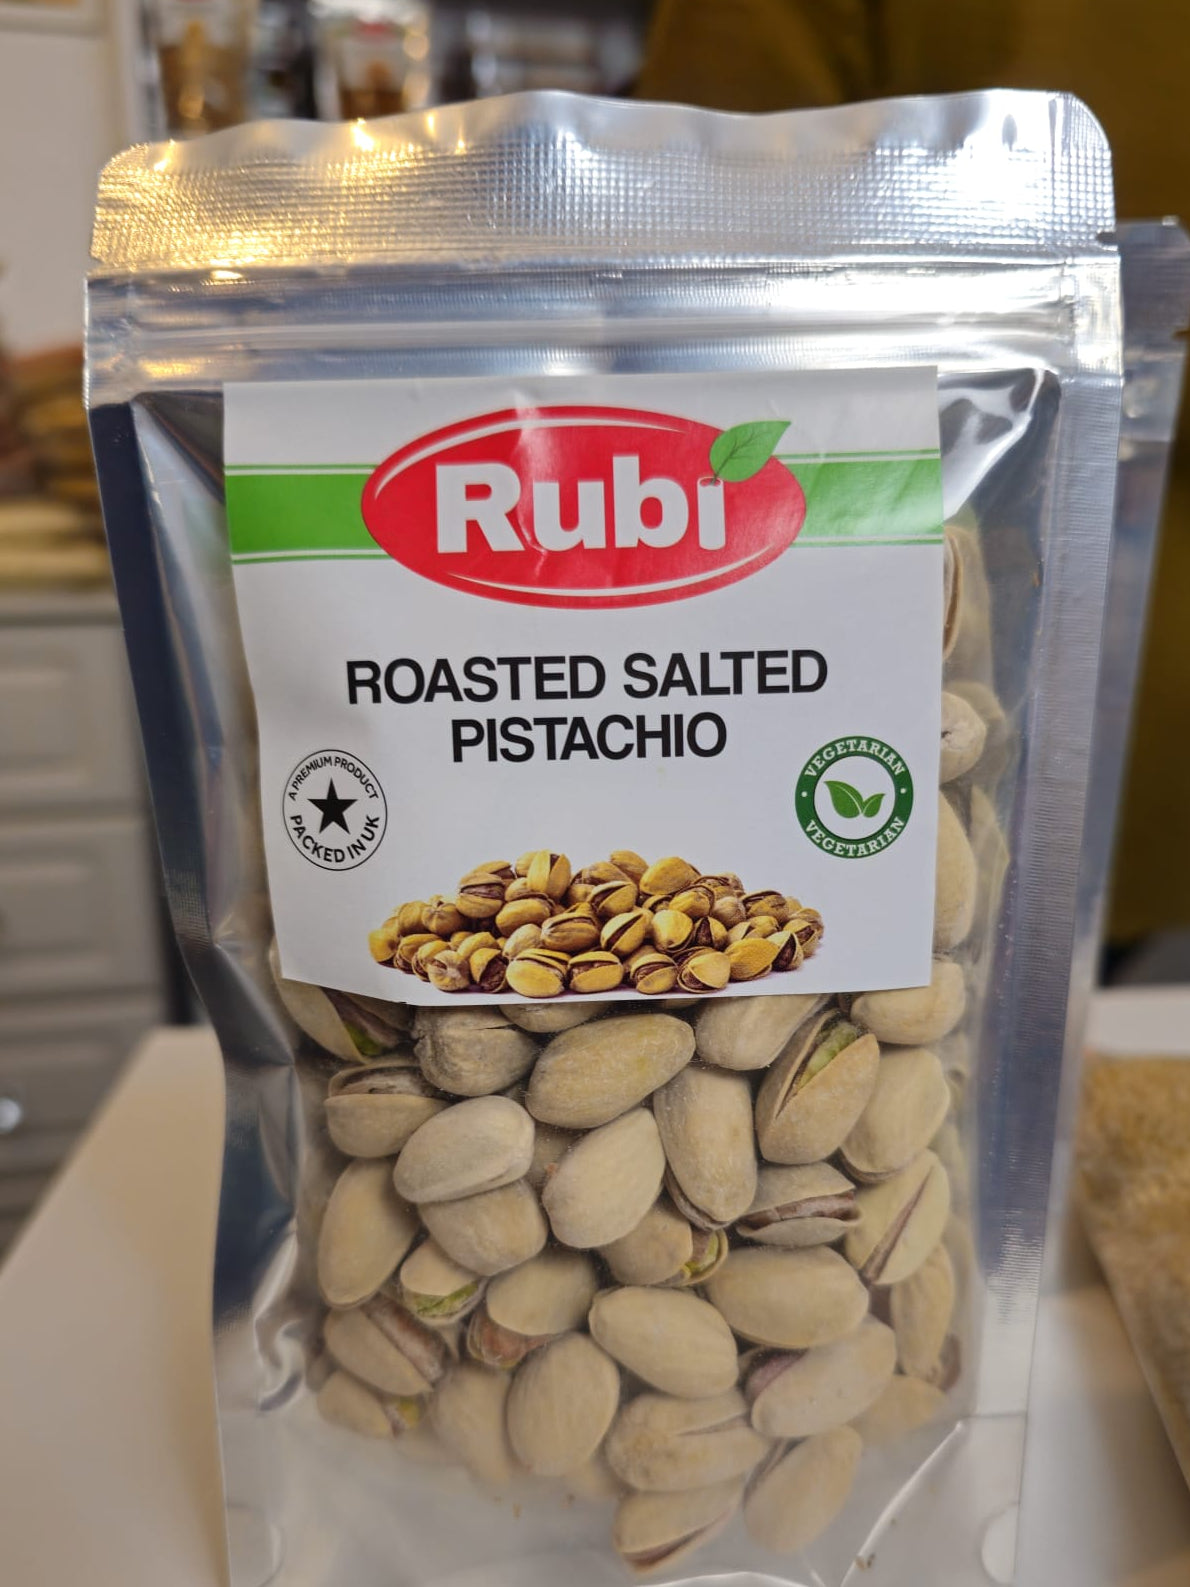 Rubi
ROASTED SALTED
PISTACHIO
A PREMIUM PRODUCT
PACKED IN UK
VEGETARIAN
VEGETARIAN